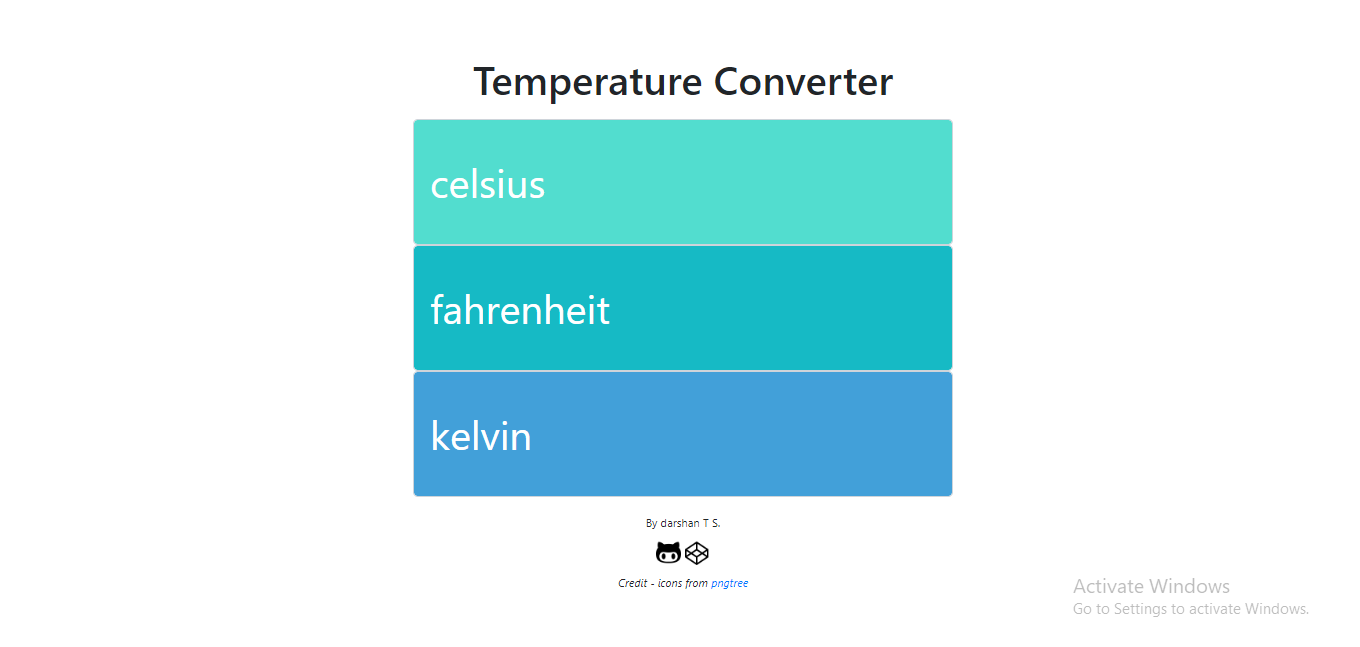 Temperature Converter
celsius
fahrenheit
kelvin
By darshan T S.
Credit - icons from pngtree
Activate Windows
Go to Settings to activate Windows.